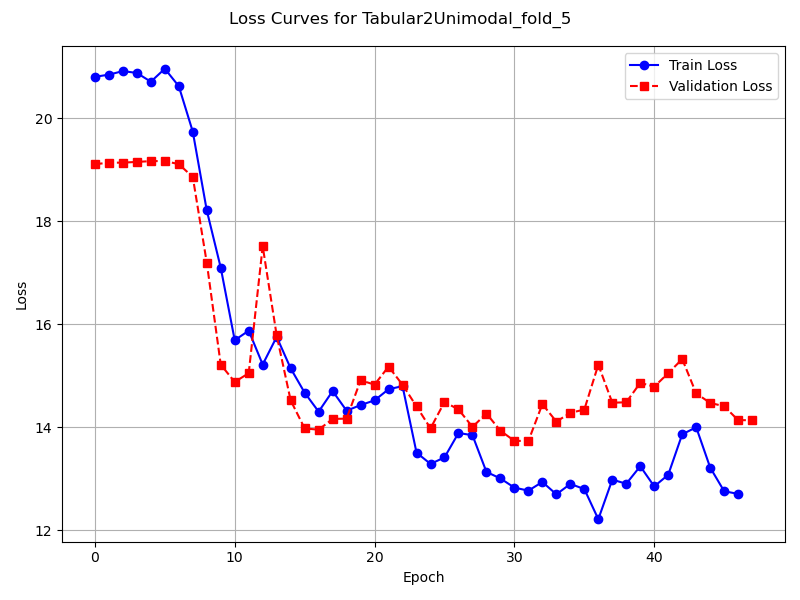 Loss Curves for Tabular2Unimodal_fold_5
Train Loss
Validation Loss
Loss
20
18
16
14
12
0 10 20 30 40
Epoch